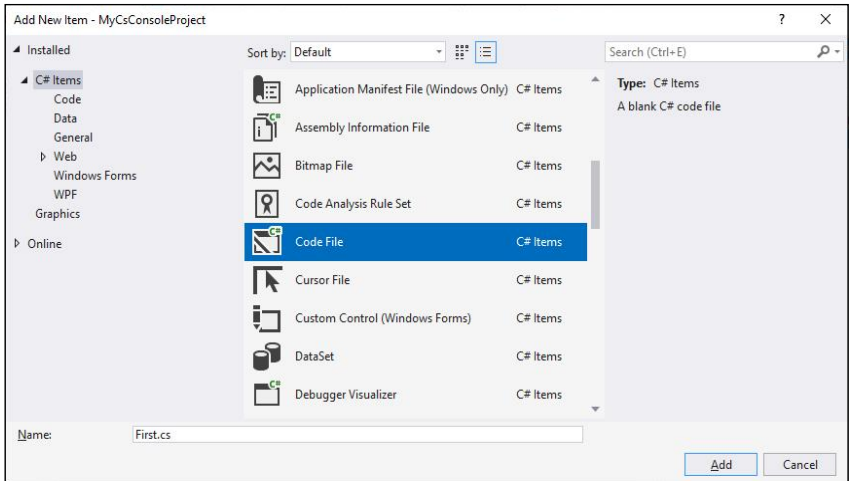 Add New Item - MyCsConsoleProject
? X
Installed
C# Items
Code
Data
General
Web
Windows Forms
WPF
Graphics
Online
Sort by: Default
Application Manifest File (Windows Only) C# Items
Assembly Information File C# Items
Bitmap File C# Items
Code Analysis Rule Set C# Items
Code File C# Items
Cursor File C# Items
Custom Control (Windows Forms) C# Items
DataSet C# Items
Debugger Visualizer C# Items
Search (Ctrl+E)
Type: C# Items
A blank C# code file
Name: First.cs
Add Cancel